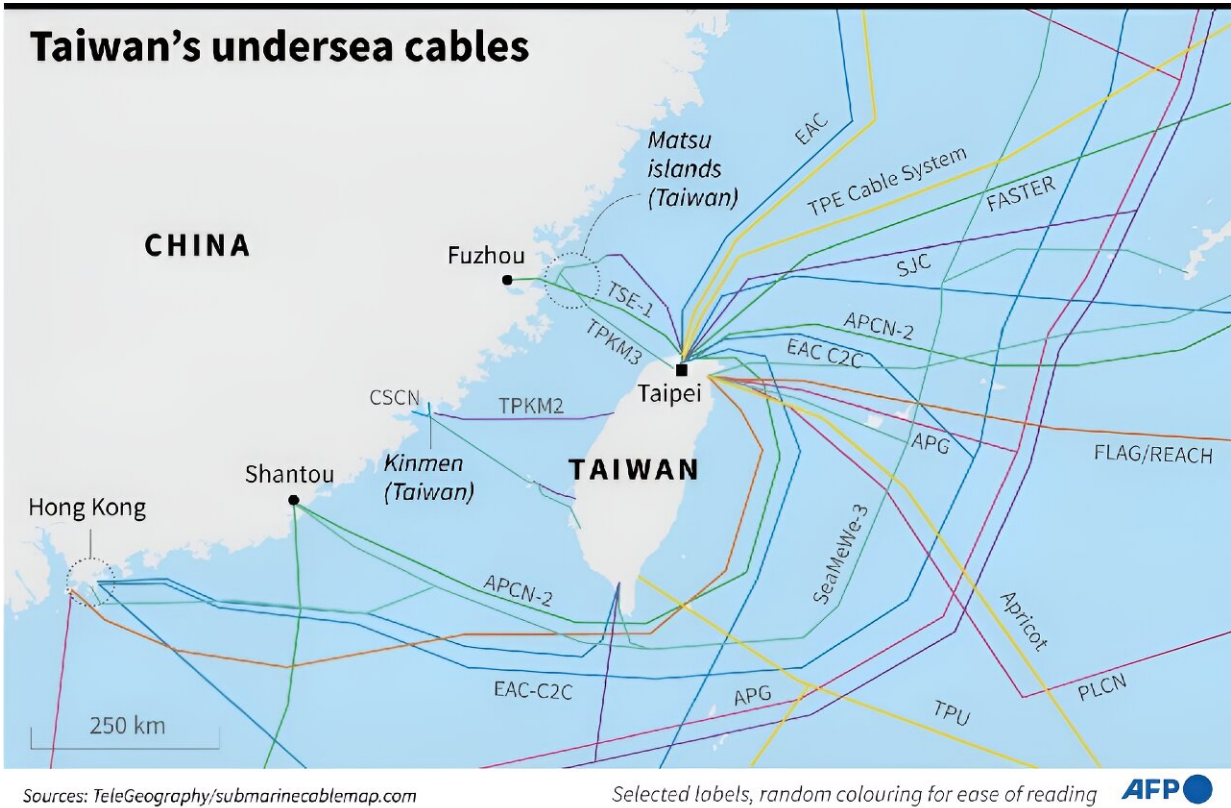 Taiwan's undersea cables
EAC
Matsu
islands
(Taiwan)
TPE Cable System
FASTER
CHINA
Fuzhou
SJC
TSE-1
TPKM3
APCN-2
EAC C2C
Taipei
CSCN
TPKM2
APG
FLAG/REACH
Kinmen
(Taiwan)
TAIWAN
Shantou
Hong Kong
SeaMeWe-3
APCN-2
Apricot
EAC-C2C
APG
PLCN
TPU
250 km
Sources: TeleGeography/submarinecablemap.com
Selected labels, random colouring for ease of reading
AFP